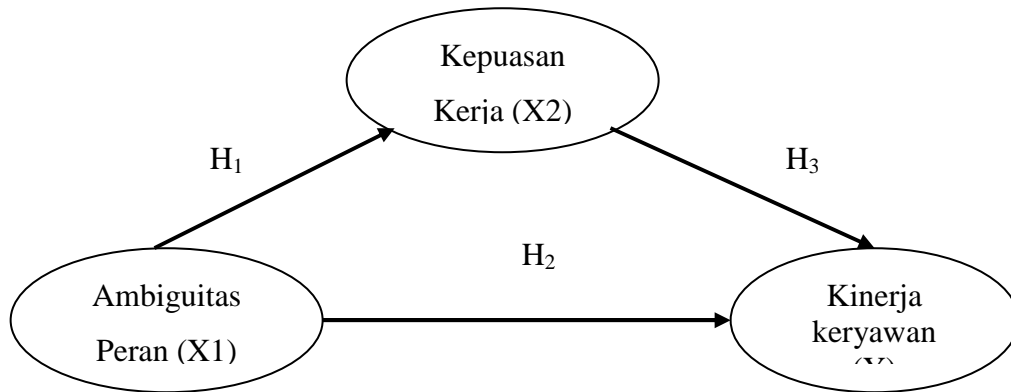 Kepuasan
Kerja (X2)
H1
H3
H2
Ambiguitas
Peran (X1)
Kinerja
keryawan
(Y)